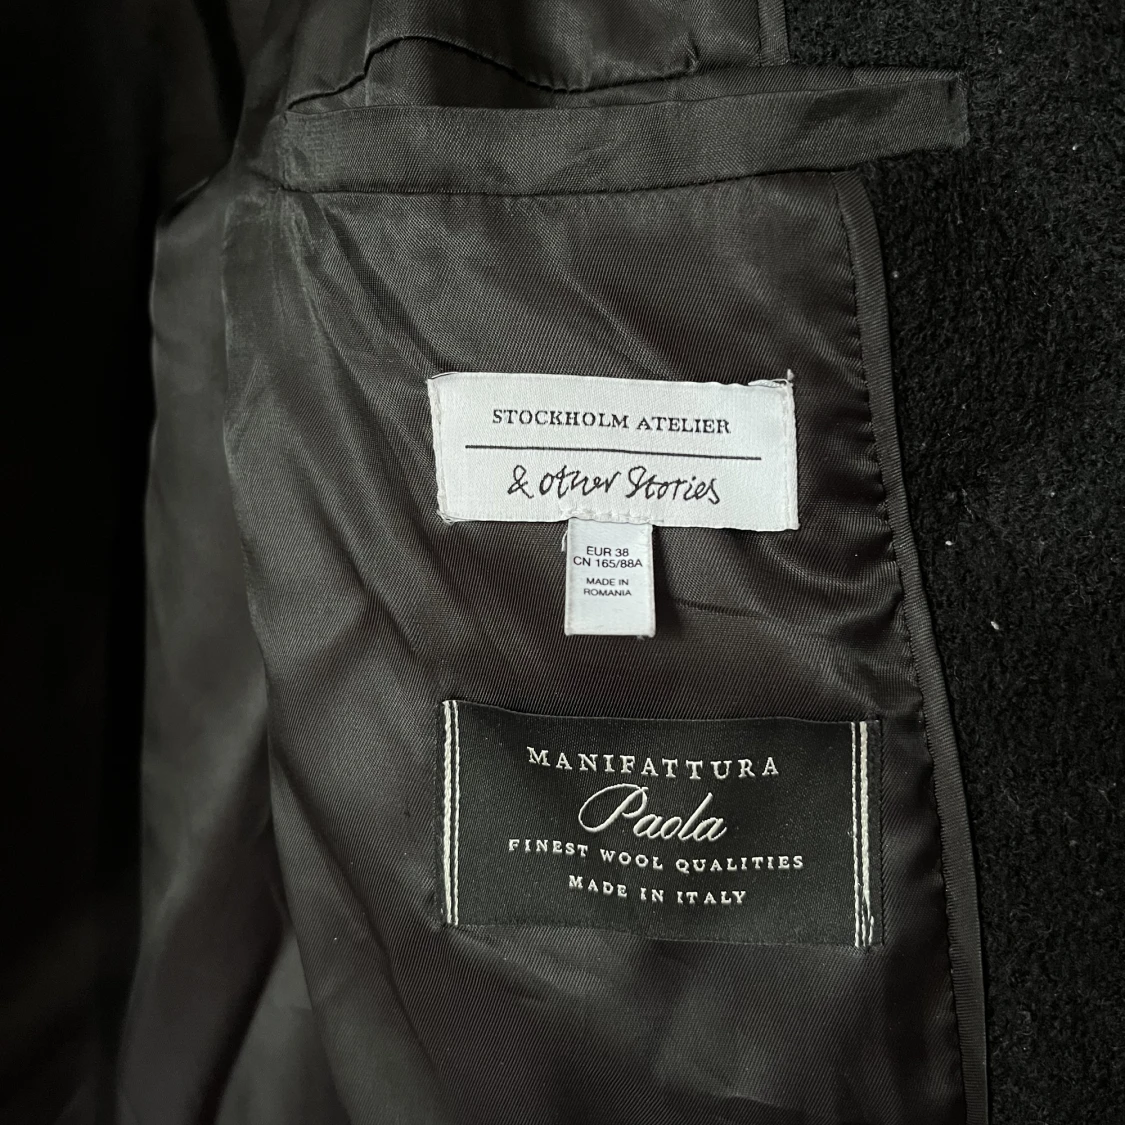 STOCKHOLM ATELIER
& other Stories
EUR 38
CN 165/88A
MADE IN
ROMANIA
MANIFATTURA
Paola
FINEST WOOL QUALITIES
MADE IN ITALY